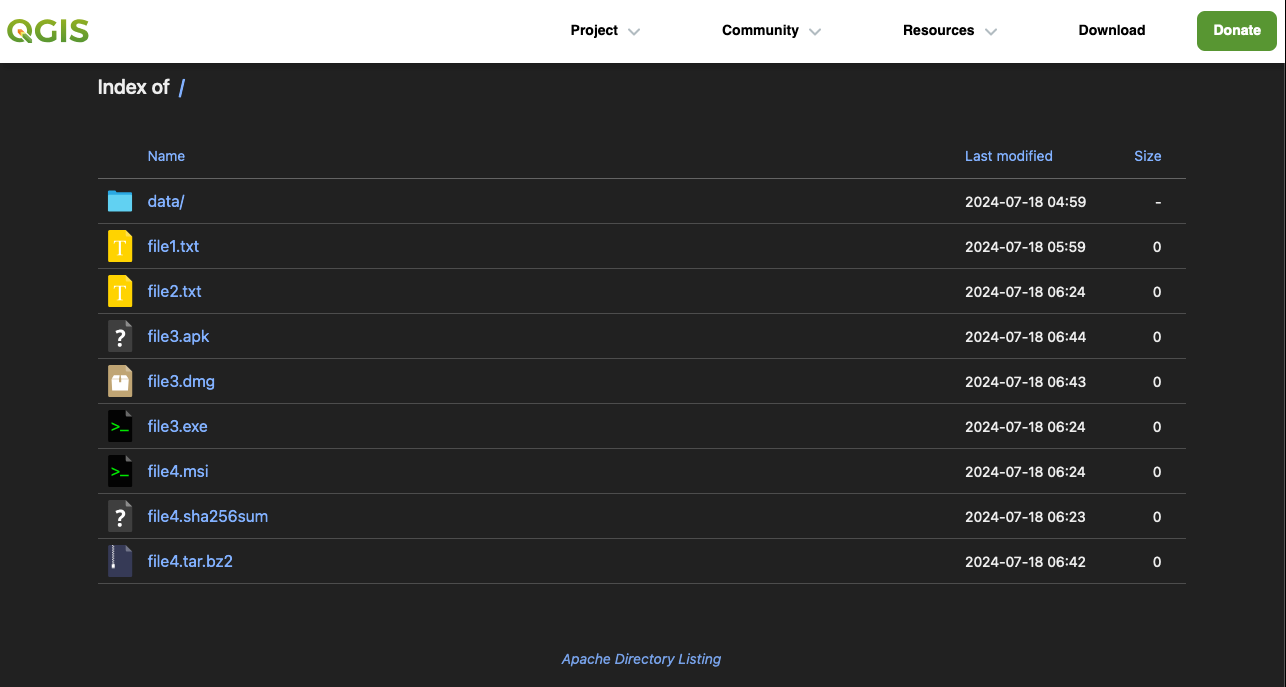 QGIS Project Community Resources Download Donate
Index of /
Name Last modified Size
data/ 2024-07-18 04:59 -
T file1.txt 2024-07-18 05:59 0
T file2.txt 2024-07-18 06:24 0
? file3.apk 2024-07-18 06:44 0
file3.dmg 2024-07-18 06:43 0
>_ file3.exe 2024-07-18 06:24 0
>_ file4.msi 2024-07-18 06:24 0
? file4.sha256sum 2024-07-18 06:23 0
file4.tar.bz2 2024-07-18 06:42 0
Apache Directory Listing